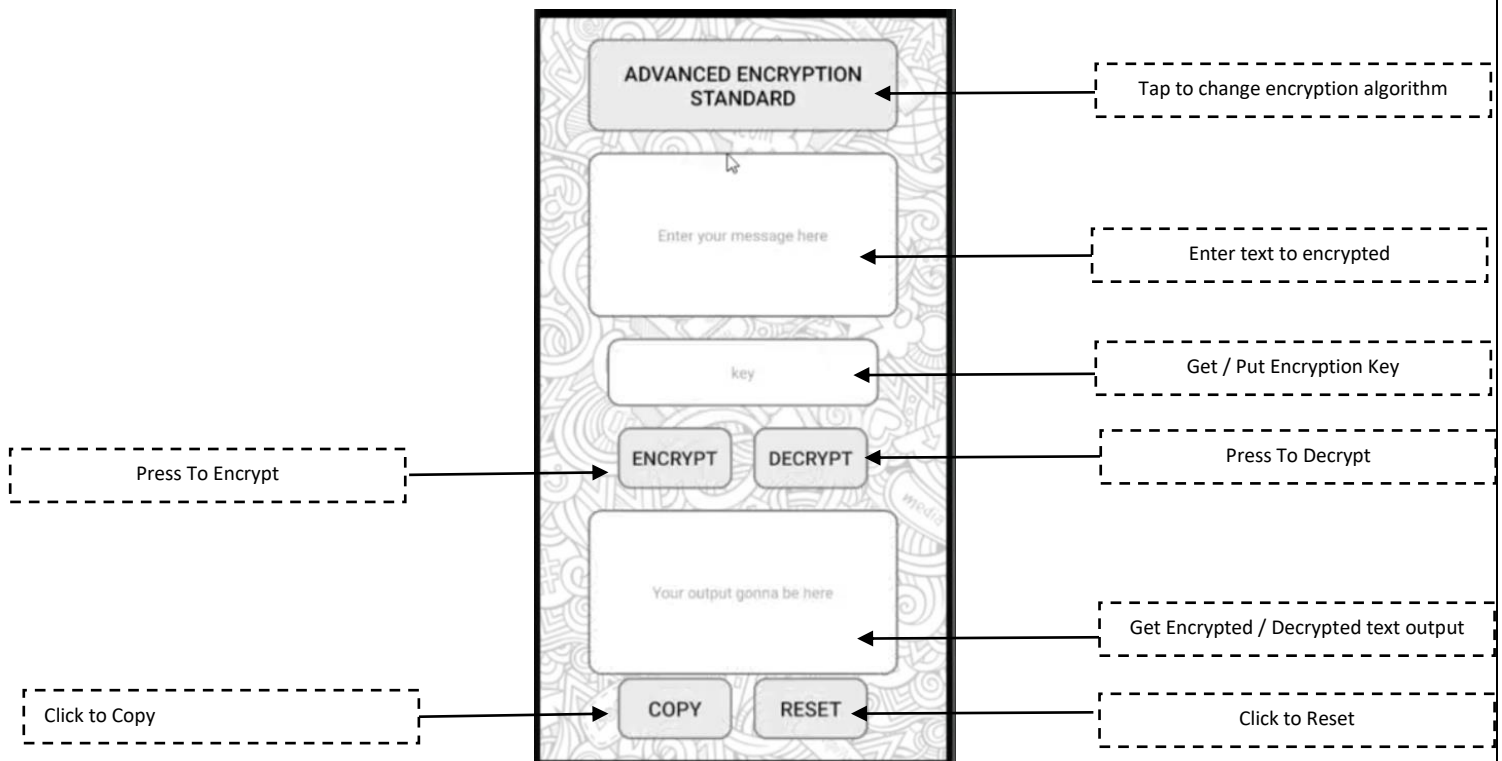 ADVANCED ENCRYPTION
STANDARD
Tap to change encryption algorithm
Enter your message here
Enter text to encrypted
key
Get / Put Encryption Key
Press To Encrypt
ENCRYPT
DECRYPT
Press To Decrypt
media
Your output gonna be here
Get Encrypted / Decrypted text output
Click to Copy
COPY
RESET
Click to Reset